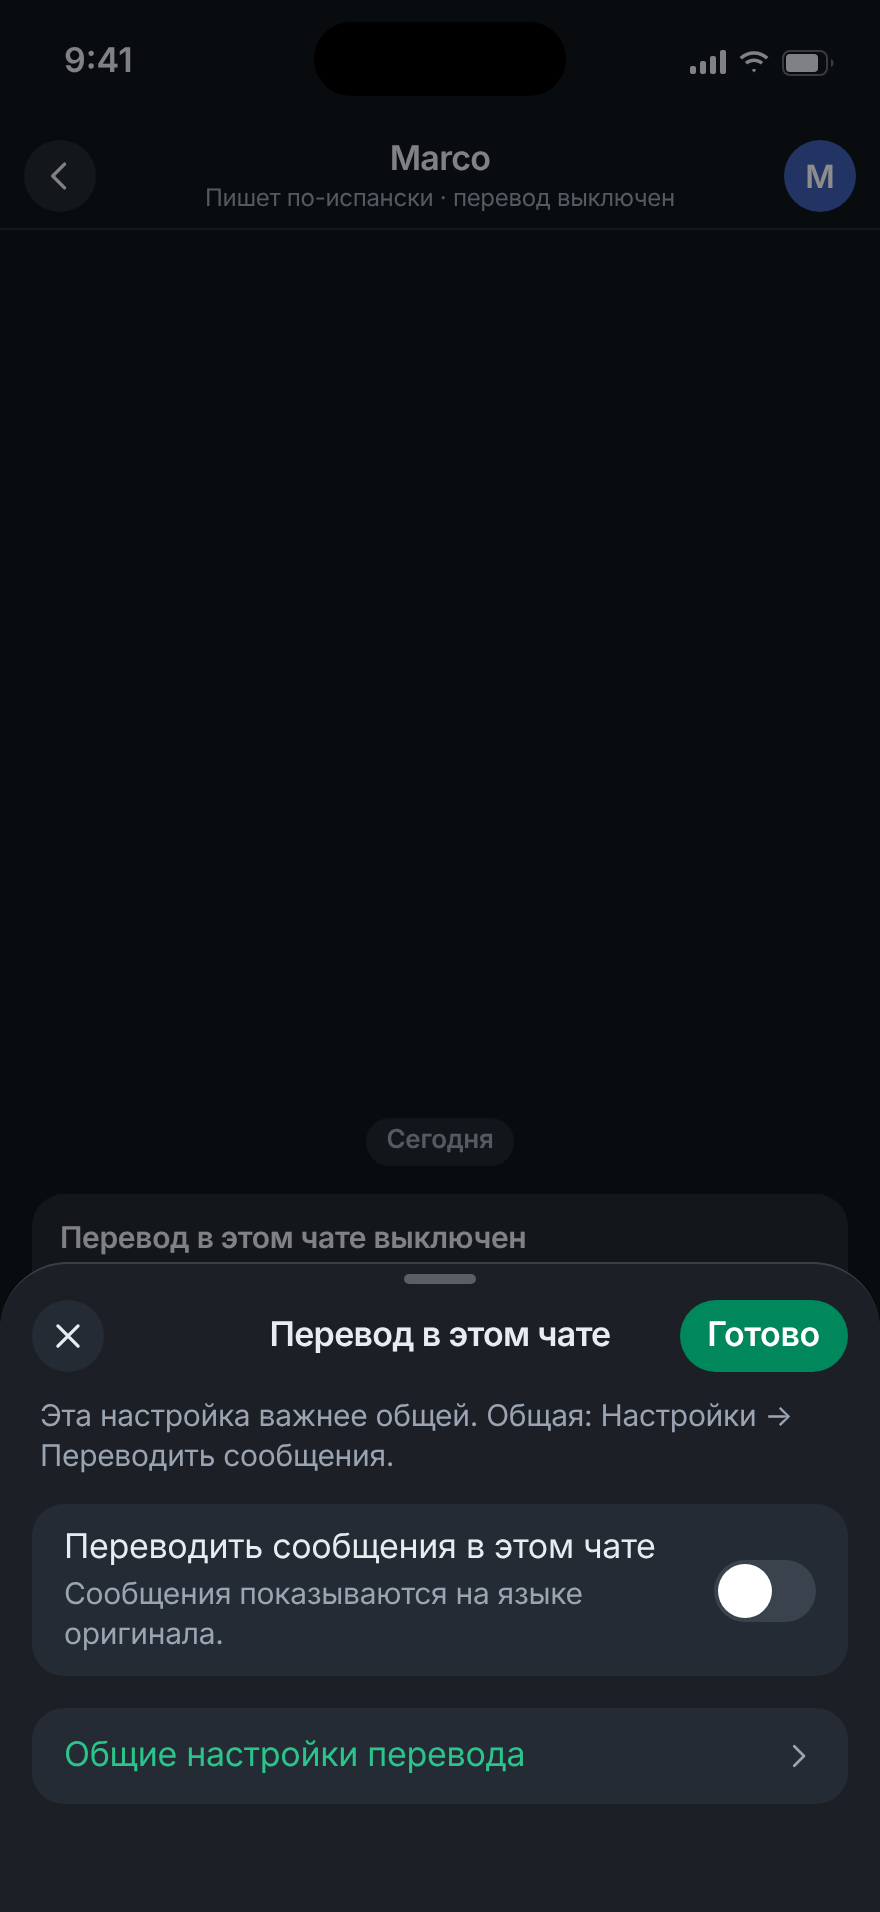 9:41
Marco
Пишет по-испански · перевод выключен
M
Сегодня
Перевод в этом чате выключен
Перевод в этом чате
Готово
Эта настройка важнее общей. Общая: Настройки →
Переводить сообщения.
Переводить сообщения в этом чате
Сообщения показываются на языке
оригинала.
Общие настройки перевода